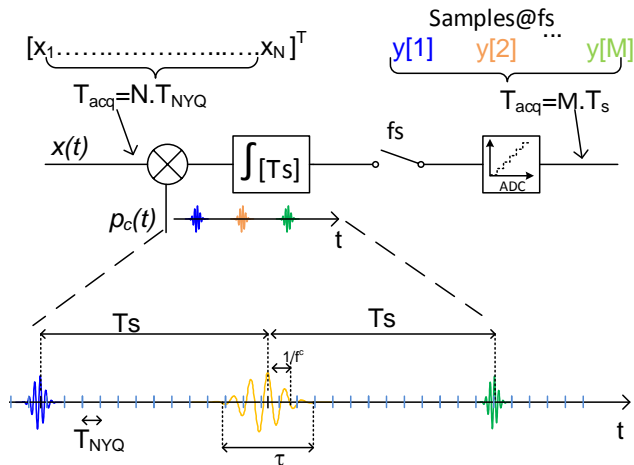 Samples@fs
[x1…………………...….xN]T
y[1] y[2] ... y[M]
Tacq=N.TNYQ
Tacq=M.Ts
x(t)
fs
∫[Ts]
ADC
pc(t)
t
Ts
Ts
1/fc
TNYQ
τ
t